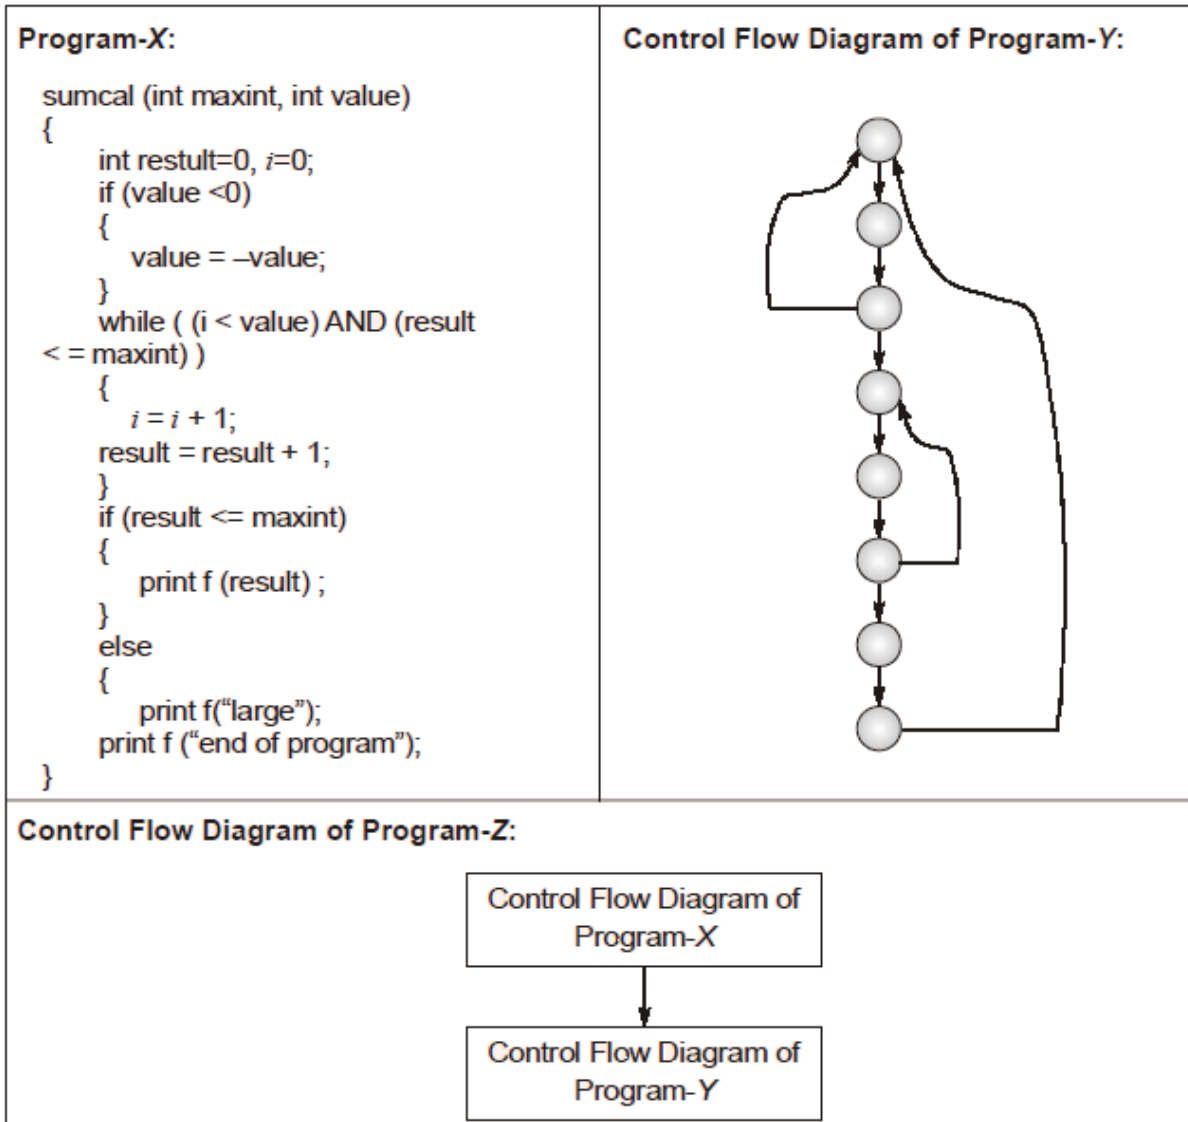 Program-X:
sumcal (int maxint, int value)
{
int restult=0, i=0;
if (value <0)
{
value = –value;
}
while ( (i < value) AND (result
< = maxint) )
{
i = i + 1;
result = result + 1;
}
if (result <= maxint)
{
print f (result) ;
}
else
{
print f(“large”);
print f (“end of program”);
}
Control Flow Diagram of Program-Y:
Control Flow Diagram of Program-Z:
Control Flow Diagram of
Program-X
Control Flow Diagram of
Program-Y